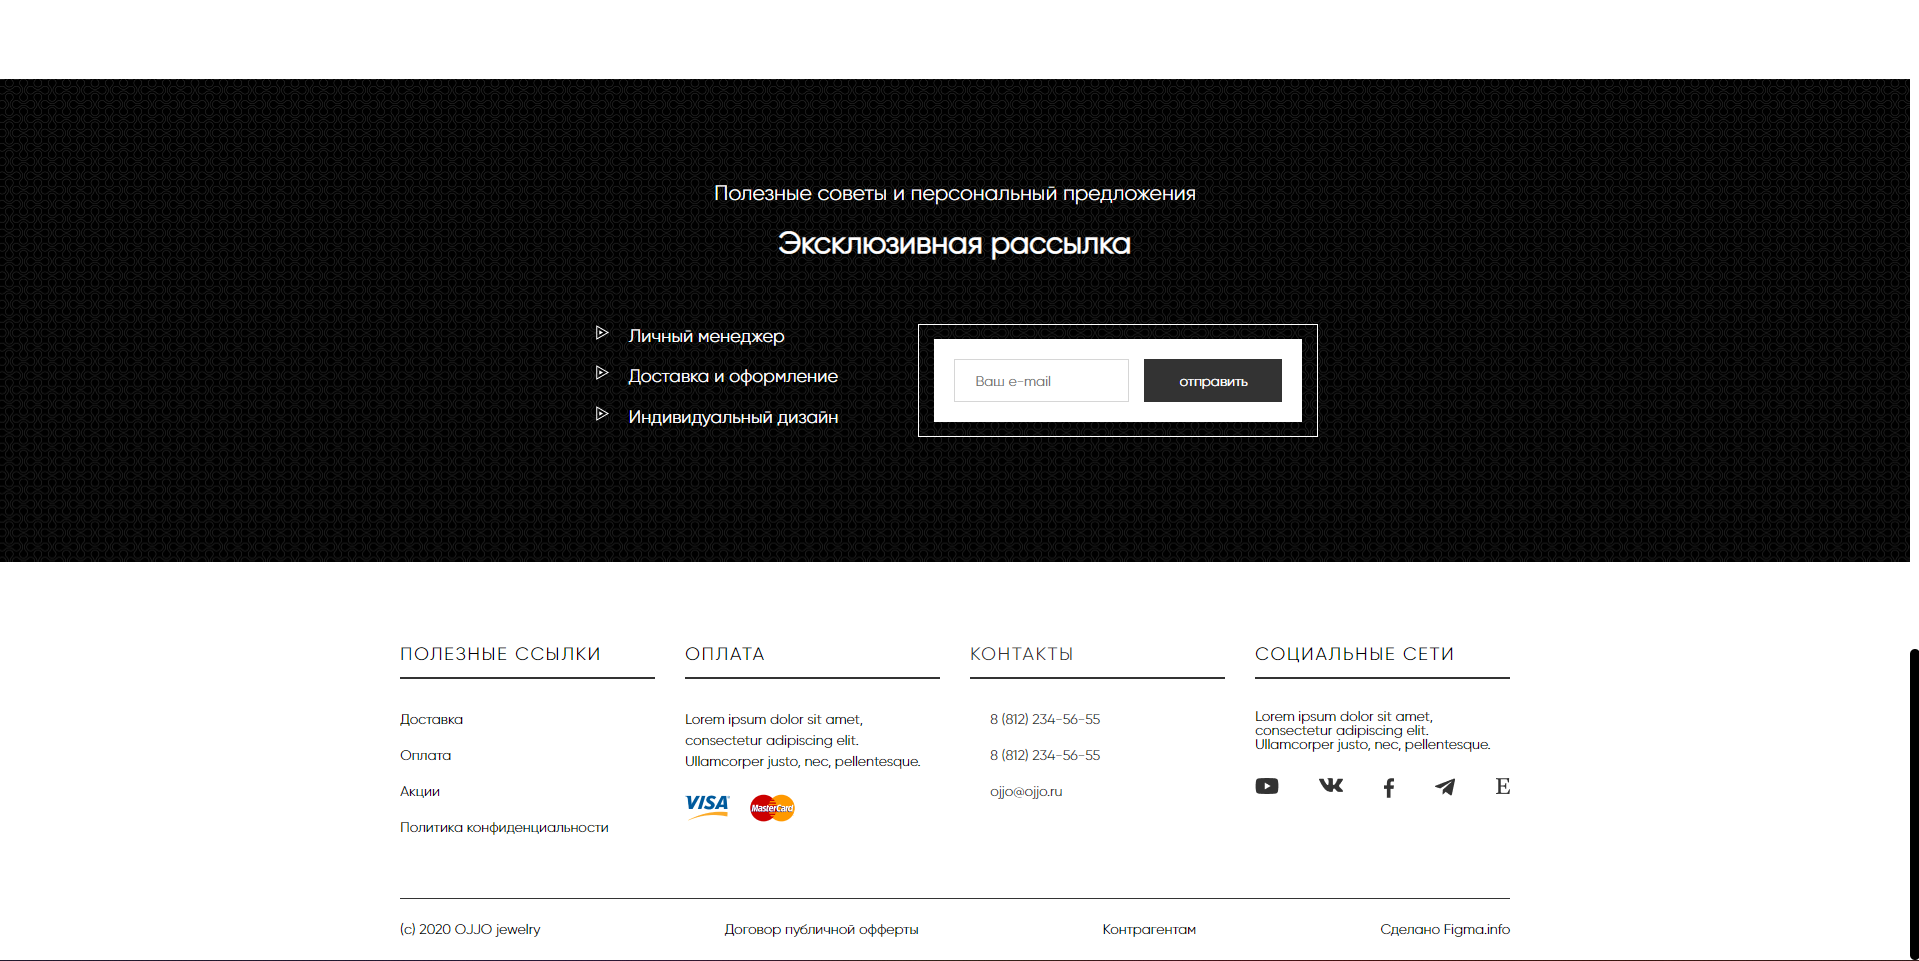 Полезные советы и персональный предложения
Эксклюзивная рассылка
Личный менеджер
Доставка и оформление
Индивидуальный дизайн
Ваш e-mail
отправить
ПОЛЕЗНЫЕ ССЫЛКИ
Доставка
Оплата
Акции
Политика конфиденциальности
ОПЛАТА
Lorem ipsum dolor sit amet,
consectetur adipiscing elit.
Ullamcorper justo, nec, pellentesque.
VISA
MasterCard
КОНТАКТЫ
8 (812) 234-56-55
8 (812) 234-56-55
ojjo@ojjo.ru
СОЦИАЛЬНЫЕ СЕТИ
Lorem ipsum dolor sit amet,
consectetur adipiscing elit.
Ullamcorper justo, nec, pellentesque.
E
(c) 2020 OJJO jewelry
Договор публичной офферты
Контрагентам
Сделано Figma.info